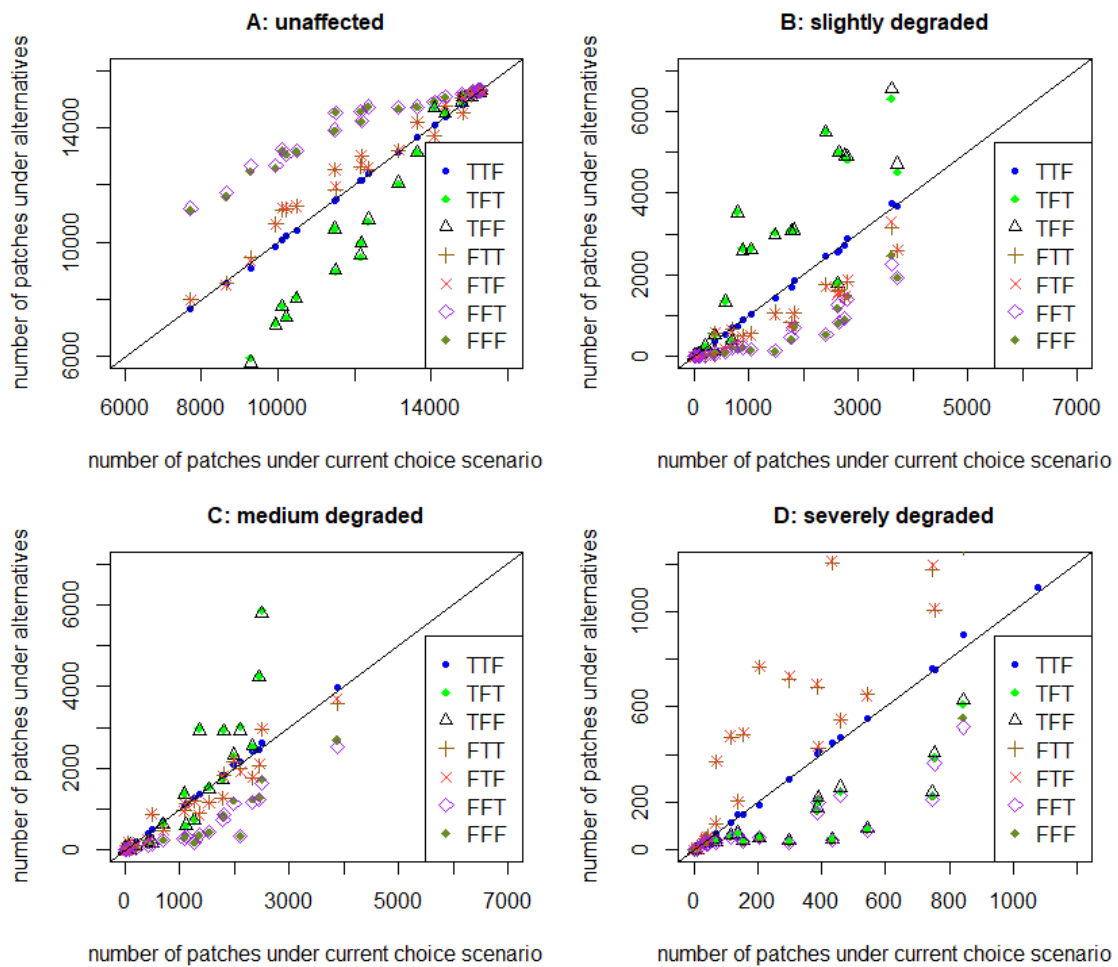 A: unaffected
number of patches under alternatives
6000 10000 14000
6000 10000 14000
number of patches under current choice scenario
TTF
TFT
TFF
FTT
FTF
FFT
FFF
B: slightly degraded
number of patches under alternatives
0 2000 4000 6000
0 1000 3000 5000 7000
number of patches under current choice scenario
TTF
TFT
TFF
FTT
FTF
FFT
FFF
C: medium degraded
number of patches under alternatives
0 2000 4000 6000
0 1000 3000 5000 7000
number of patches under current choice scenario
TTF
TFT
TFF
FTT
FTF
FFT
FFF
D: severely degraded
number of patches under alternatives
0 200 600 1000
0 200 400 600 800 1000
number of patches under current choice scenario
TTF
TFT
TFF
FTT
FTF
FFT
FFF